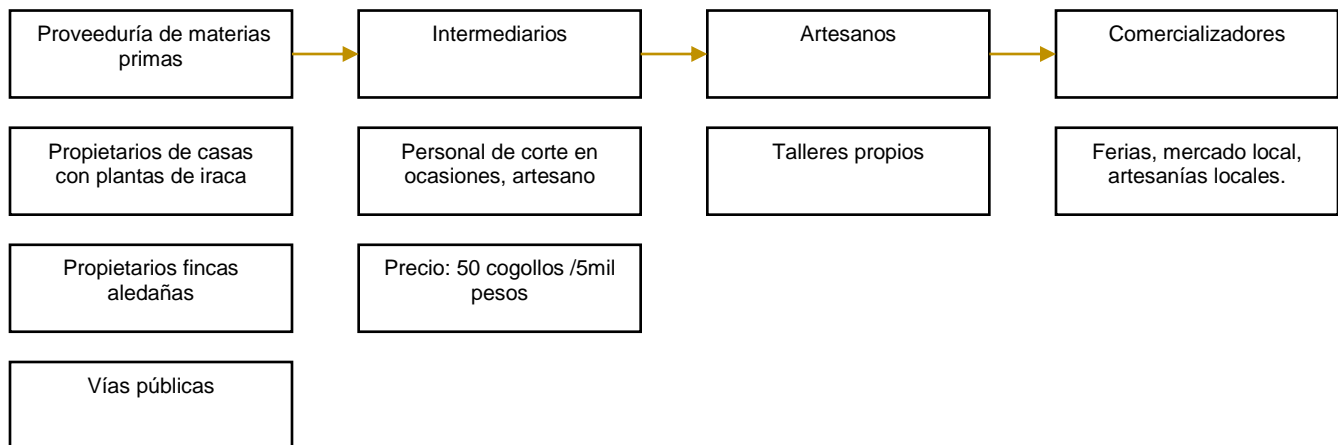 Proveeduría de materias
primas
Intermediarios
Artesanos
Comercializadores
Propietarios de casas
con plantas de iraca
Personal de corte en
ocasiones, artesano
Talleres propios
Ferias, mercado local,
artesanías locales.
Propietarios fincas
aledañas
Precio: 50 cogollos /5mil
pesos
Vías públicas